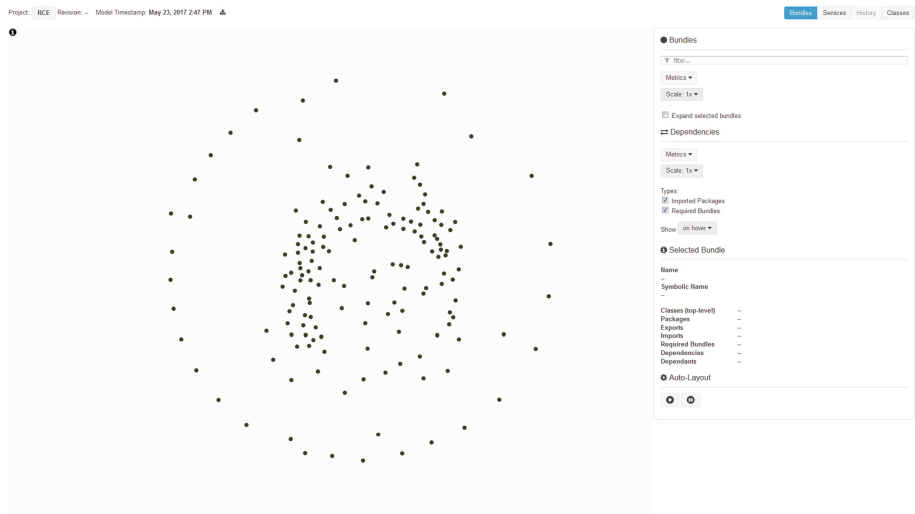 Project: RCE Revision: -- Model Timestamp: May 23, 2017 2:47 PM
Bundles Services History Classes
Bundles
filter...
Metrics
Scale: 1x
Expand selected bundles
Dependencies
Metrics
Scale: 1x
Types:
Imported Packages
Required Bundles
Show on hover
Selected Bundle
Name
--
Symbolic Name
--
Classes (top-level) --
Packages --
Exports --
Imports --
Required Bundles --
Dependencies --
Dependants --
Auto-Layout